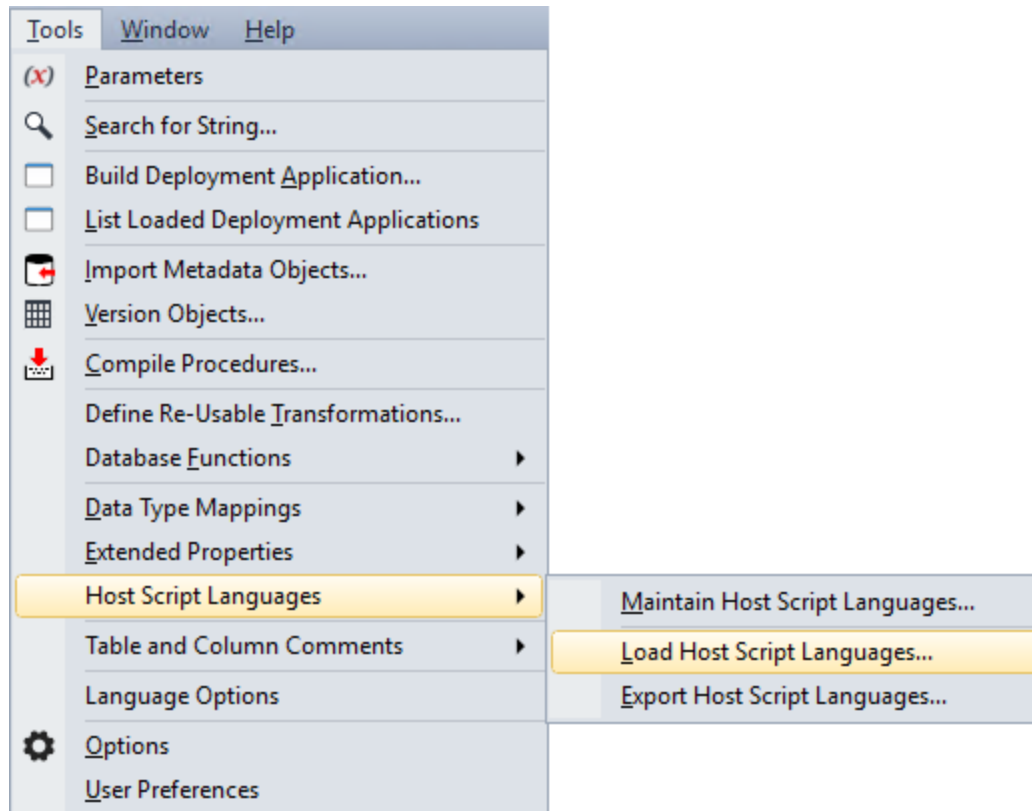 Tools Window Help
(x) Parameters
Search for String...
Build Deployment Application...
List Loaded Deployment Applications
Import Metadata Objects...
Version Objects...
Compile Procedures...
Define Re-Usable Transformations...
Database Functions
Data Type Mappings
Extended Properties
Host Script Languages
Maintain Host Script Languages...
Load Host Script Languages...
Export Host Script Languages...
Table and Column Comments
Language Options
Options
User Preferences